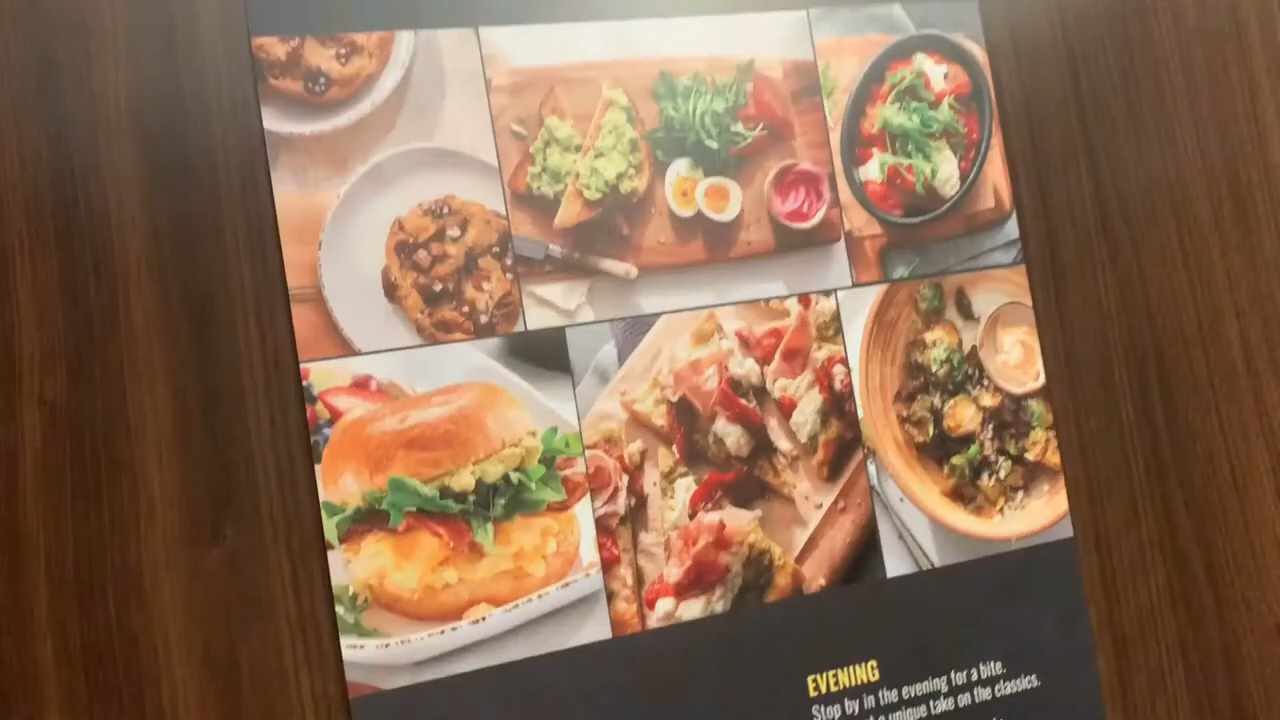 EVENING
Stop by in the evening for a bite.
a unique take on the classics.